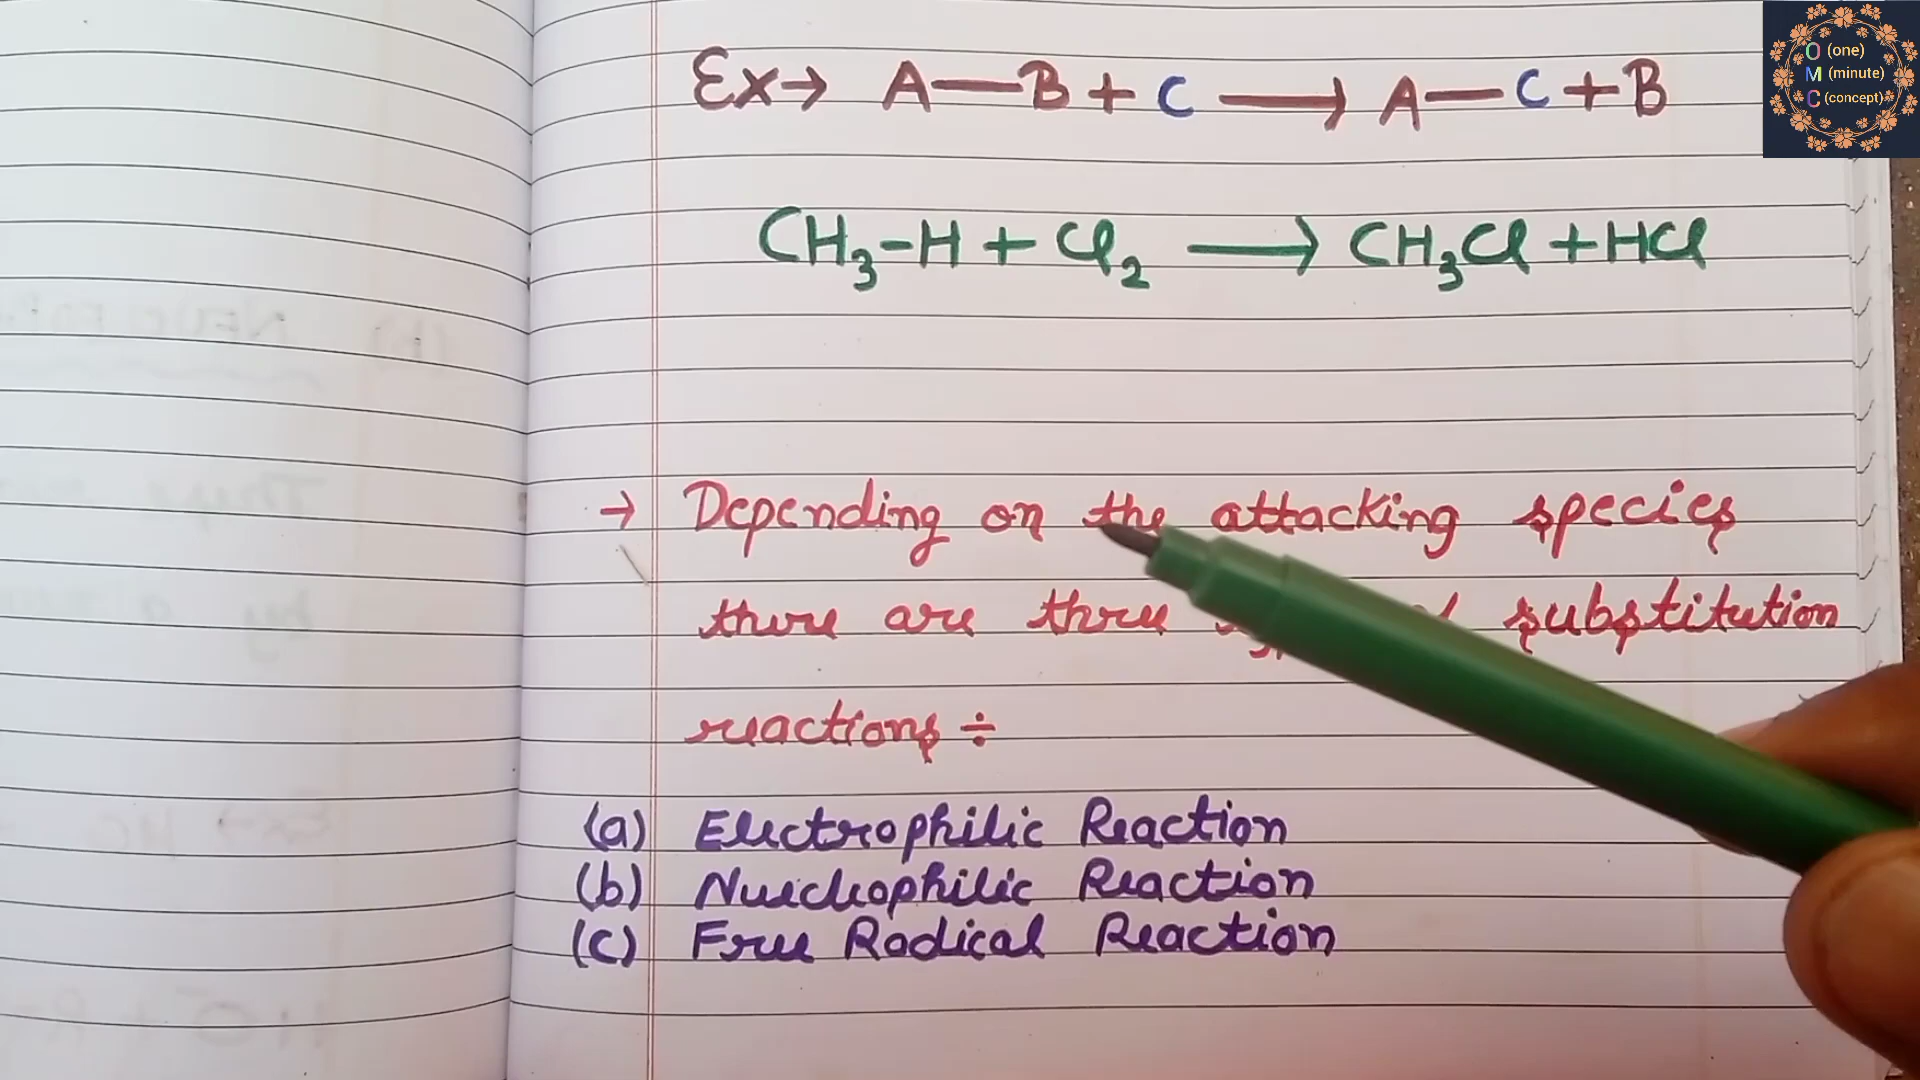 O (one)
M (minute)
C (concept)
Ex→ A—B + C ⟶ A—C + B
CH₃-H + Cl₂ ⟶ CH₃Cl + HCl
→ Depending on the attacking species
there are three substitution
reactions ÷
(a) Electrophilic Reaction
(b) Nuecleophilic Reaction
(c) Free Radical Reaction